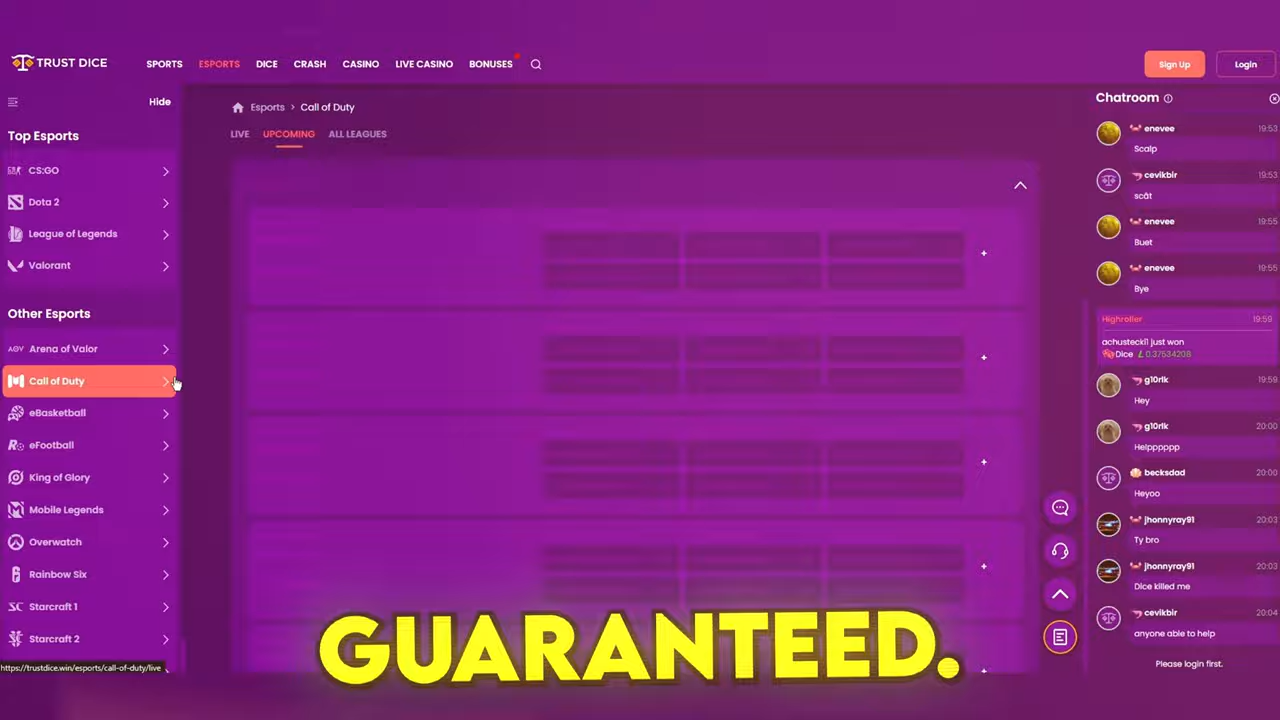 TRUST DICE
SPORTS
ESPORTS
DICE
CRASH
CASINO
LIVE CASINO
BONUSES
Sign Up
Login
Hide
Top Esports
CS:GO
Dota 2
League of Legends
Valorant
Other Esports
AOV Arena of Valor
Call of Duty
eBasketball
eFootball
King of Glory
Mobile Legends
Overwatch
Rainbow Six
SC Starcraft 1
Starcraft 2
https://trustdice.win/esports/call-of-duty/live
Esports > Call of Duty
LIVE
UPCOMING
ALL LEAGUES
Chatroom
enevee 19:53
Scalp
cevikbir 19:53
scât
enevee 19:55
Buet
enevee 19:55
Bye
Highroller 19:59
achusteckl1 just won
Dice 0.37534208
g10rlk 19:59
Hey
g10rlk 20:00
Helpppppp
becksdad 20:00
Heyoo
jhonnyray91 20:03
Ty bro
jhonnyray91 20:03
Dice killed me
cevikbir 20:04
anyone able to help
Please login first.
GUARANTEED.